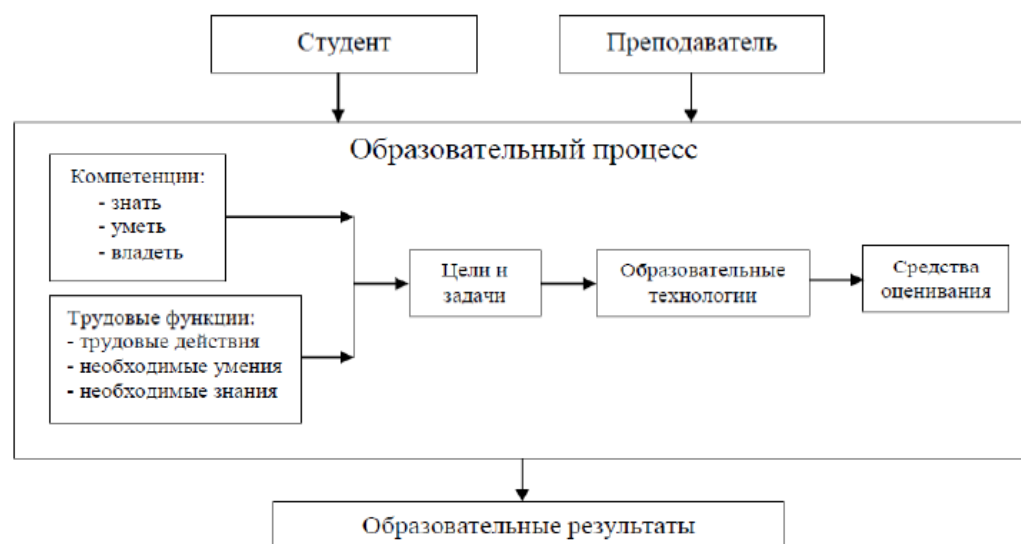 Студент
Преподаватель
Образовательный процесс
Компетенции:
- знать
- уметь
- владеть
Трудовые функции:
- трудовые действия
- необходимые умения
- необходимые знания
Цели и
задачи
Образовательные
технологии
Средства
оценивания
Образовательные результаты